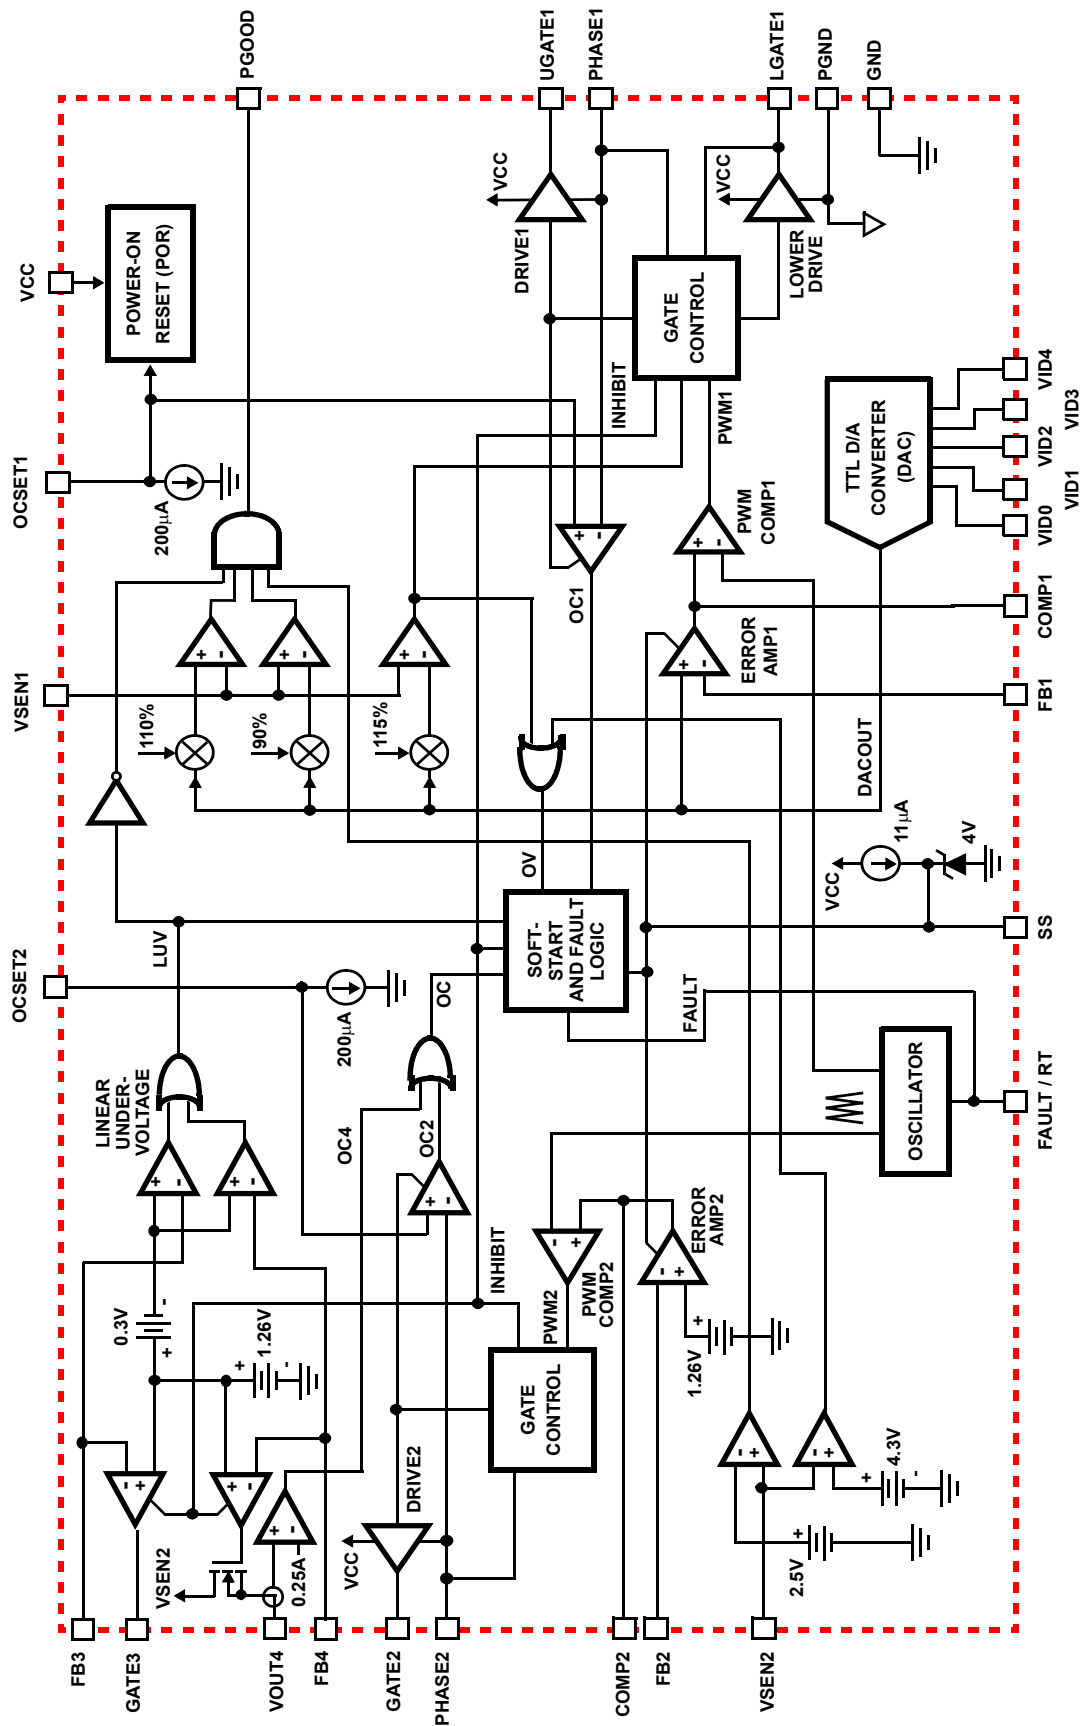 VCC
OCSET1
VSEN1
OCSET2
PGOOD
UGATE1
PHASE1
LGATE1
PGND
GND
POWER-ON
RESET (POR)
200µA
110%
90%
115%
+
-
+
-
+
-
LUV
LINEAR
UNDER-
VOLTAGE
+
-
+
-
200µA
OC4
OC
OC2
+
-
0.3V
-
+
1.26V
+
-
-
+
+
-
+
-
0.25A
VSEN2
VCC
DRIVE2
INHIBIT
GATE
CONTROL
PWM2
PWM
COMP2
-
+
ERROR
AMP2
-
+
1.26V
+
-
+
-
+
2.5V
+
4.3V
+
-
SOFT-
START
AND FAULT
LOGIC
OV
OC1
+
-
FAULT
OSCILLATOR
VCC
11µA
4V
DACOUT
ERROR
AMP1
+
-
PWM
COMP1
+
-
PWM1
INHIBIT
GATE
CONTROL
DRIVE1
VCC
VCC
LOWER
DRIVE
TTL D/A
CONVERTER
(DAC)
VID4
VID3
VID2
VID1
VID0
COMP1
FB1
SS
FAULT / RT
FB3
GATE3
VOUT4
FB4
GATE2
PHASE2
COMP2
FB2
VSEN2